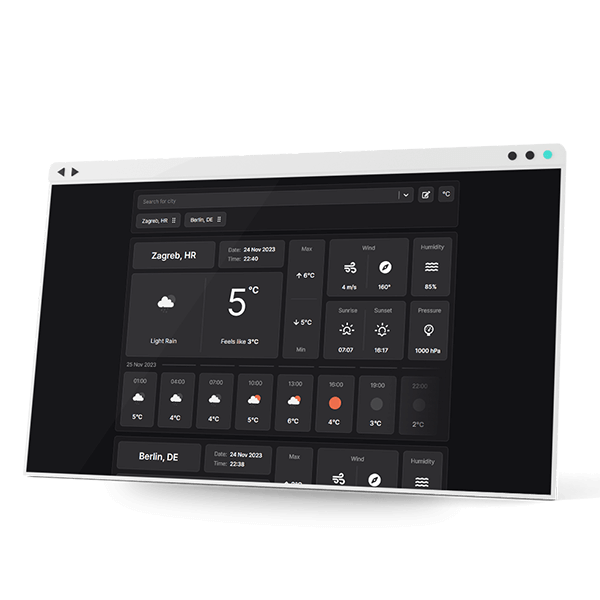 Search for city
°C
Zagreb, HR
Berlin, DE
Zagreb, HR
Date: 24 Nov 2023
Time: 22:40
5°C
Light Rain
Feels like 3°C
Max
6°C
5°C
Min
Wind
4 m/s
160°
Humidity
85%
Sunrise
07:07
Sunset
16:17
Pressure
1000 hPa
25 Nov 2023
01:00 04:00 07:00 10:00 13:00 16:00 19:00 22:00
5°C 4°C 4°C 5°C 6°C 4°C 3°C 2°C
Berlin, DE
Date: 24 Nov 2023
Time: 22:38
Max
Wind
Humidity